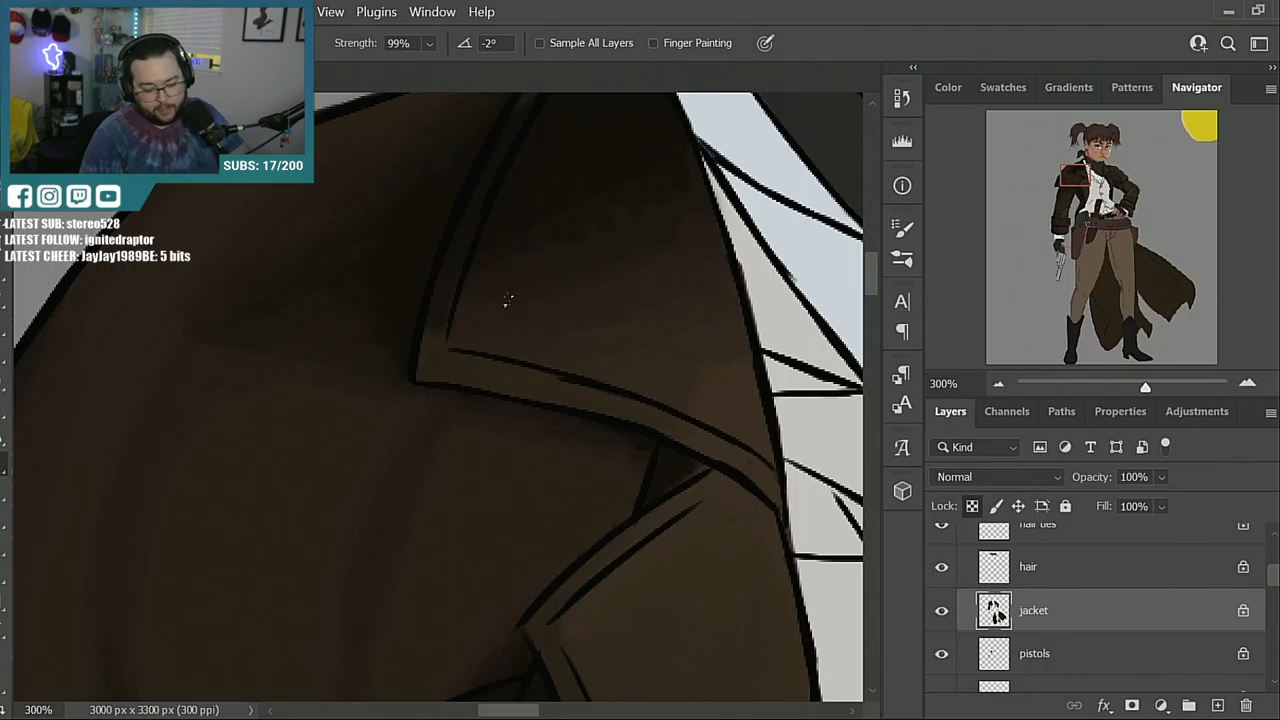 View Plugins Window Help
Strength: 99% -2° Sample All Layers Finger Painting
SUBS: 17/200
LATEST SUB: stereo528
LATEST FOLLOW: ignitedraptor
LATEST CHEER: JayJay1989BE: 5 bits
Color Swatches Gradients Patterns Navigator
300%
Layers Channels Paths Properties Adjustments
Kind
Normal Opacity: 100%
Lock: Fill: 100%
hair ties
hair
jacket
pistols
300% 3000 px x 3300 px (300 ppi)